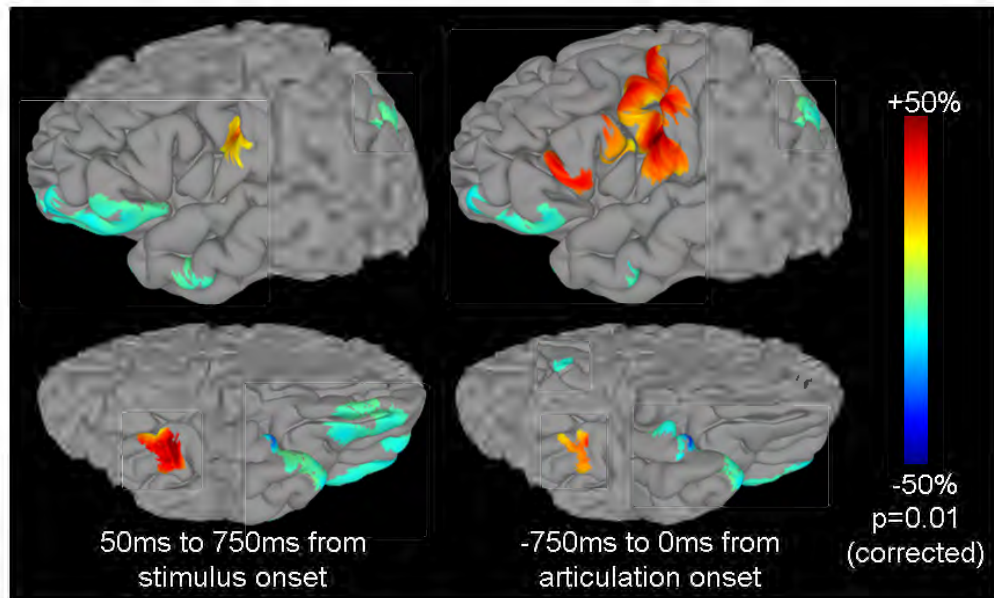 +50%
-50%
p=0.01
(corrected)
50ms to 750ms from
stimulus onset
-750ms to 0ms from
articulation onset